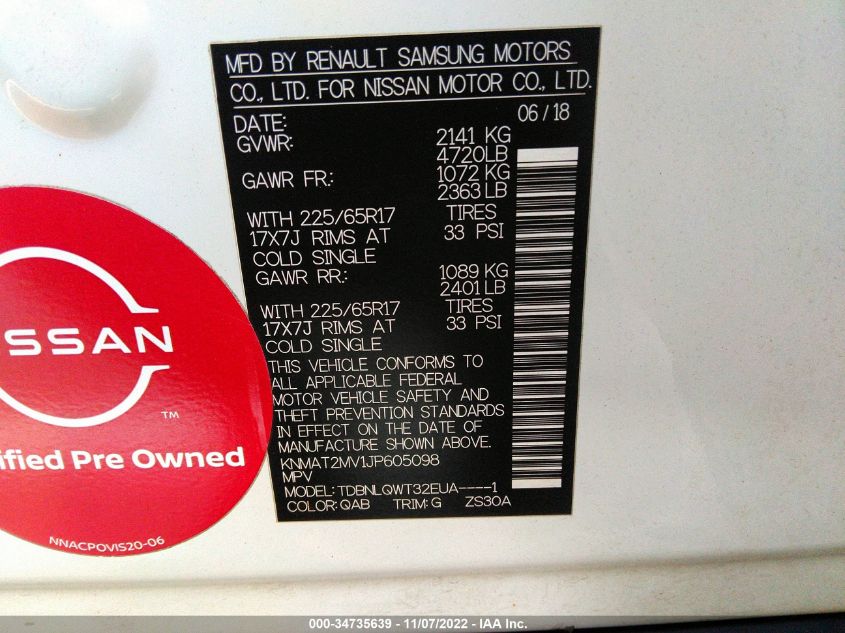 MFD BY RENAULT SAMSUNG MOTORS
CO., LTD. FOR NISSAN MOTOR CO., LTD.
DATE: 06/18
GVWR: 2141 KG
4720LB
GAWR FR: 1072 KG
2363 LB
WITH 225/65R17 TIRES
17X7J RIMS AT 33 PSI
COLD SINGLE
GAWR RR: 1089 KG
2401 LB
WITH 225/65R17 TIRES
17X7J RIMS AT 33 PSI
COLD SINGLE
THIS VEHICLE CONFORMS TO
ALL APPLICABLE FEDERAL
MOTOR VEHICLE SAFETY AND
THEFT PREVENTION STANDARDS
IN EFFECT ON THE DATE OF
MANUFACTURE SHOWN ABOVE.
KNMAT2MV1JP605098
MPV
MODEL: TDBNLQWT32EUA----1
COLOR: QAB TRIM: G ZS30A
ISSAN
TM
ified Pre Owned
NNACPOVIS20-06
000-34735639 - 11/07/2022 - IAA Inc.